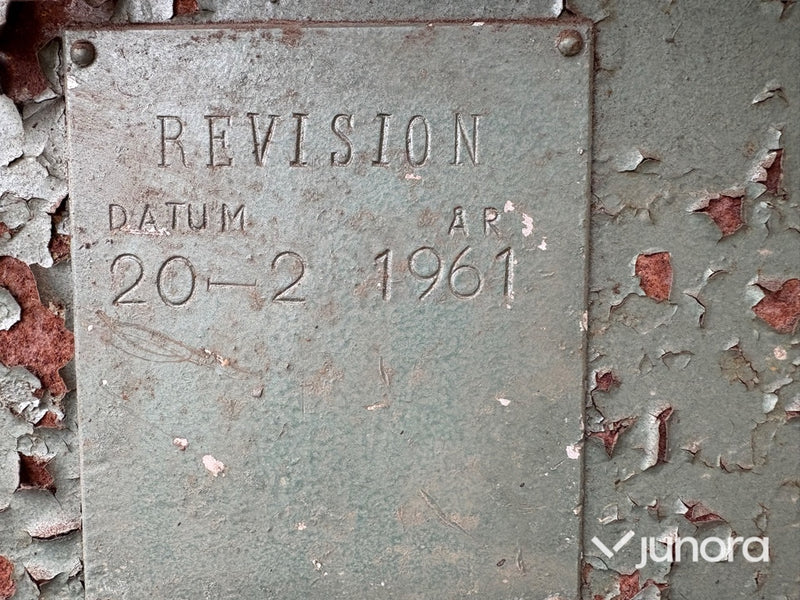 REVISION
DATUM ÅR
20-2 1961
junora